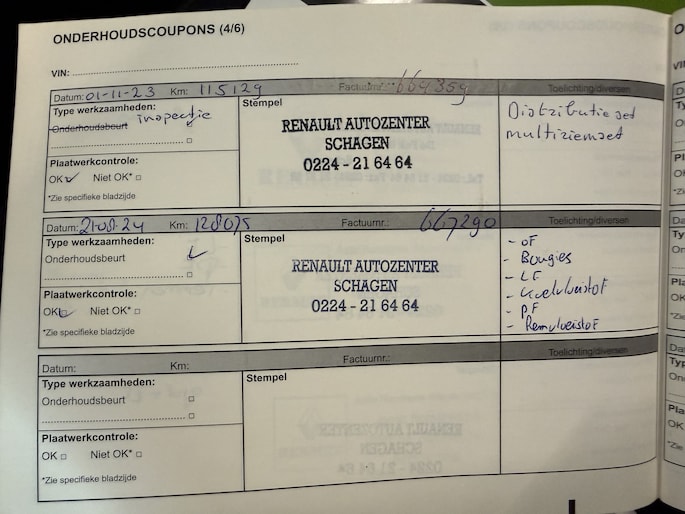 ONDERHOUDSCOUPONS (4/6)
VIN:
Datum: 01-11-23 Km: 115129 Factuurnr.: 664359 Toelichting/diversen
Type werkzaamheden: inspectie
Onderhoudsbeurt
Plaatwerkcontrole:
OK Niet OK*
*Zie specifieke bladzijde
Stempel
RENAULT AUTOZENTER
SCHAGEN
0224 - 21 64 64
Distributie set
multiriemset
Datum: 21-08-24 Km: 128075 Factuurnr.: 667290 Toelichting/diversen
Type werkzaamheden:
Onderhoudsbeurt
Plaatwerkcontrole:
OK Niet OK*
*Zie specifieke bladzijde
Stempel
RENAULT AUTOZENTER
SCHAGEN
0224 - 21 64 64
- OF
- Bougies
- LF
- Koelvloeistof
- PF
- Remvloeistof
Datum: Km: Factuurnr.: Toelichting/diversen
Type werkzaamheden:
Onderhoudsbeurt
Plaatwerkcontrole:
OK Niet OK*
*Zie specifieke bladzijde
Stempel